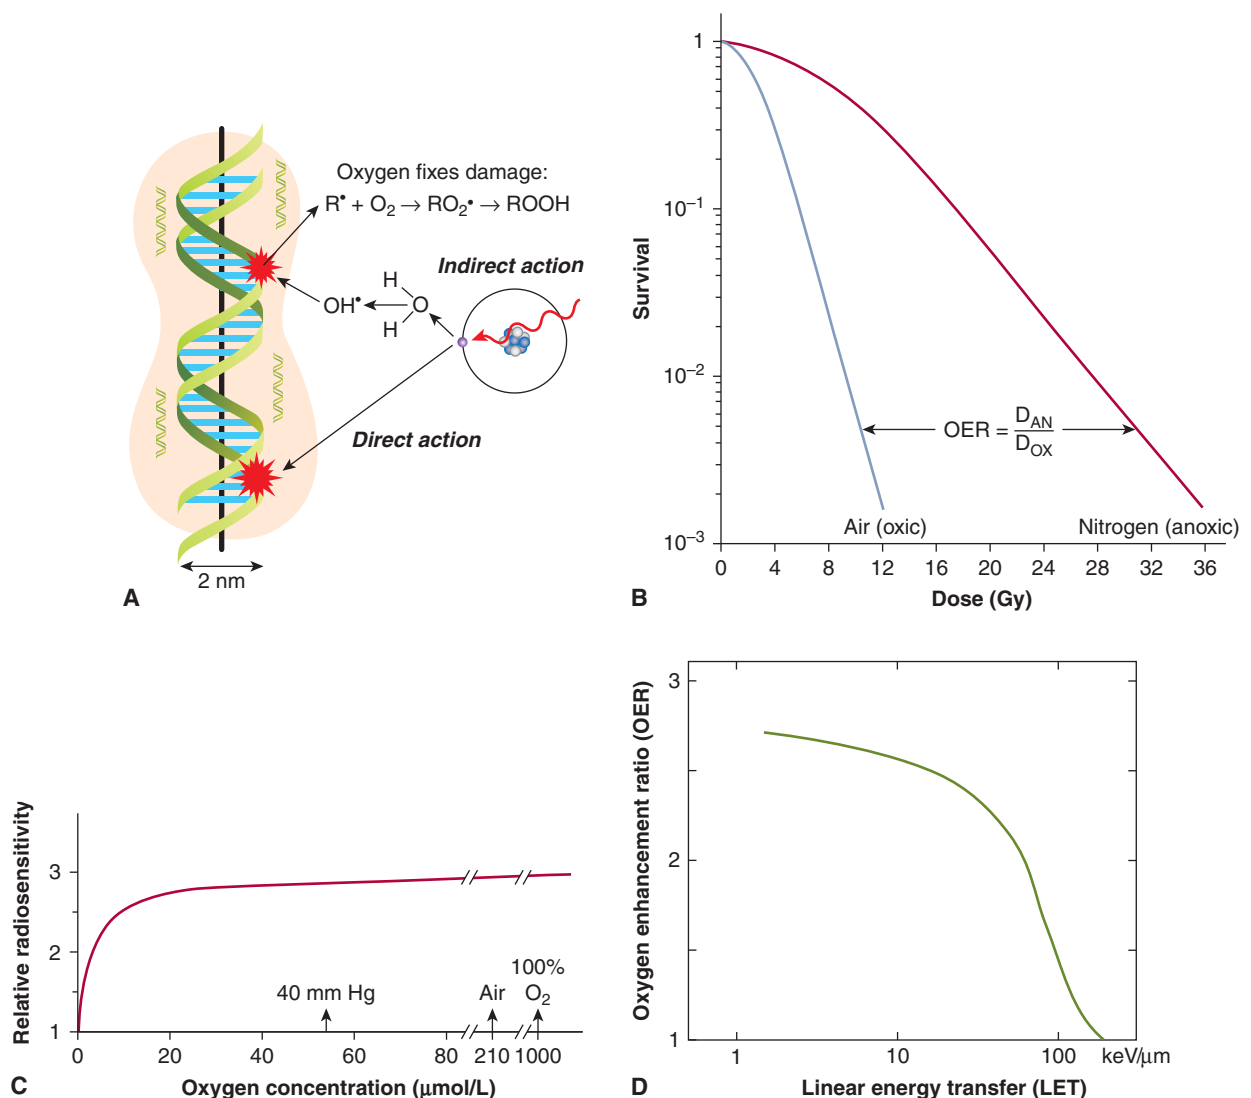 Oxygen fixes damage:
R• + O2 → RO2• → ROOH
Indirect action
H
OH•
O
H
Direct action
2 nm
A
Survival
1
10−1
10−2
10−3
OER = DAN/DOX
Air (oxic)
Nitrogen (anoxic)
0 4 8 12 16 20 24 28 32 36
Dose (Gy)
B
Relative radiosensitivity
3
2
1
40 mm Hg
Air
100%
O2
0 20 40 60 80 210 1000
Oxygen concentration (μmol/L)
C
Oxygen enhancement ratio (OER)
3
2
1
1 10 100 keV/μm
Linear energy transfer (LET)
D